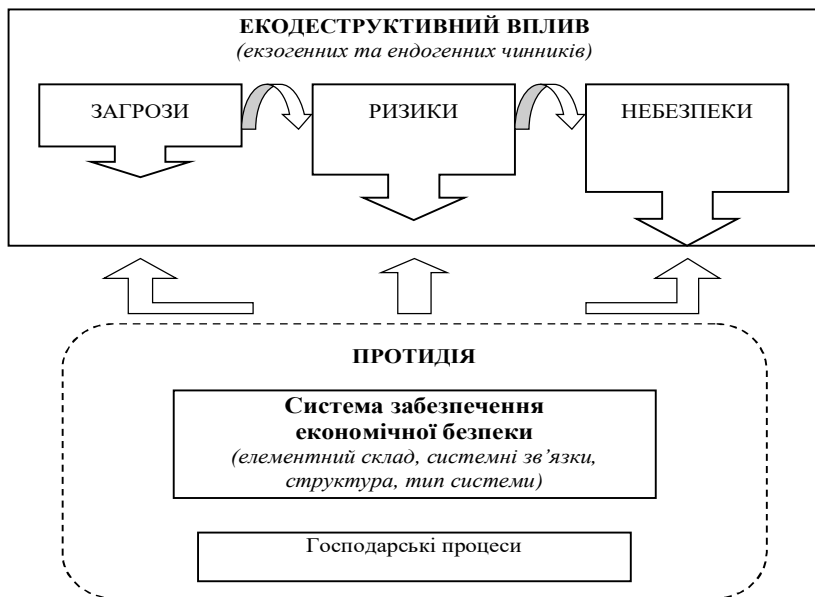 ЕКОДЕСТРУКТИВНИЙ ВПЛИВ
(екзогенних та ендогенних чинників)
ЗАГРОЗИ
РИЗИКИ
НЕБЕЗПЕКИ
ПРОТИДІЯ
Система забезпечення
економічної безпеки
(елементний склад, системні зв’язки,
структура, тип системи)
Господарські процеси